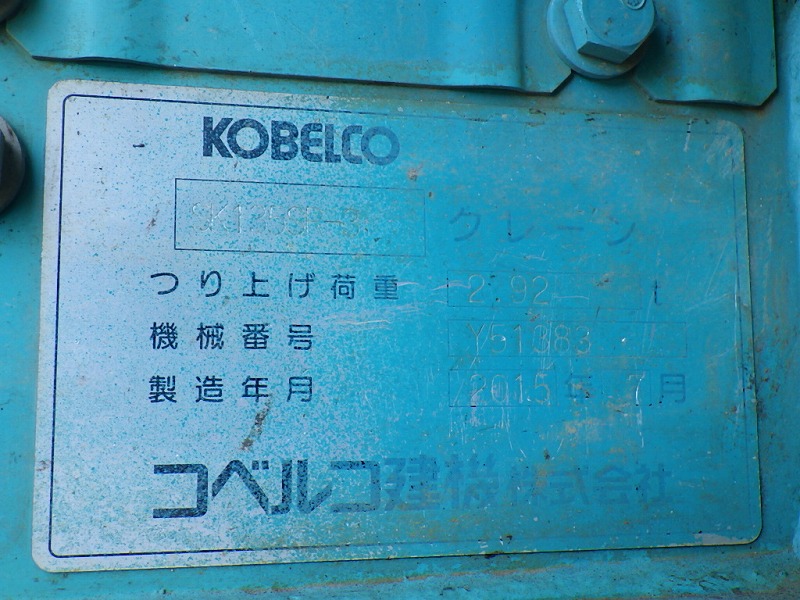 KOBELCO
クレーン
つり上げ荷重 2.92 t
機械番号 Y51383
製造年月 2015年 7月
コベルコ建機株式会社